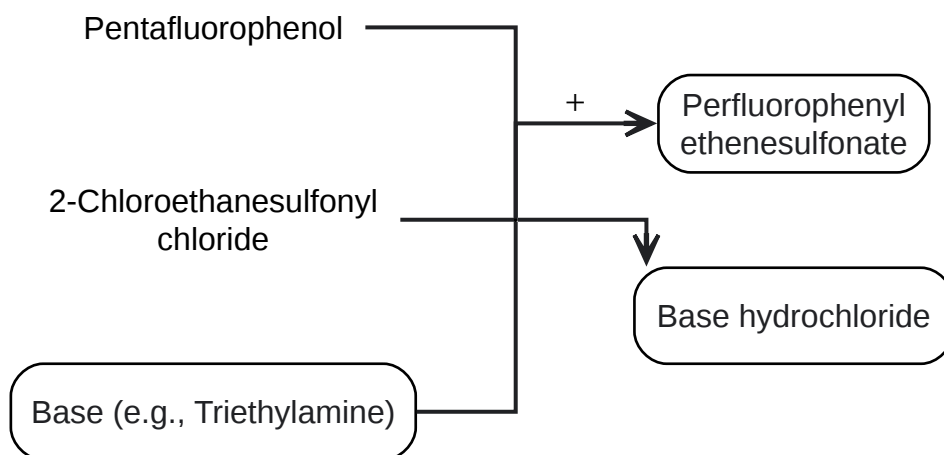 Pentafluorophenol
+
Perfluorophenyl
ethenesulfonate
2-Chloroethanesulfonyl
chloride
Base hydrochloride
Base (e.g., Triethylamine)